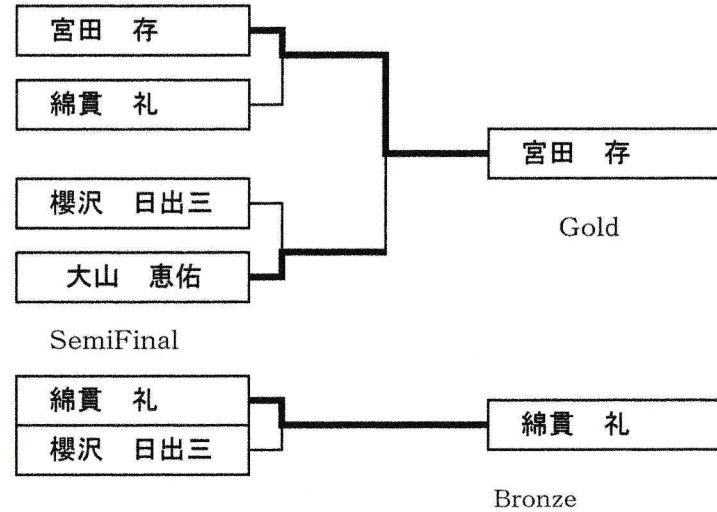 宮田 存
綿貫 礼
宮田 存
櫻沢 日出三
Gold
大山 恵佑
SemiFinal
綿貫 礼
綿貫 礼
櫻沢 日出三
Bronze